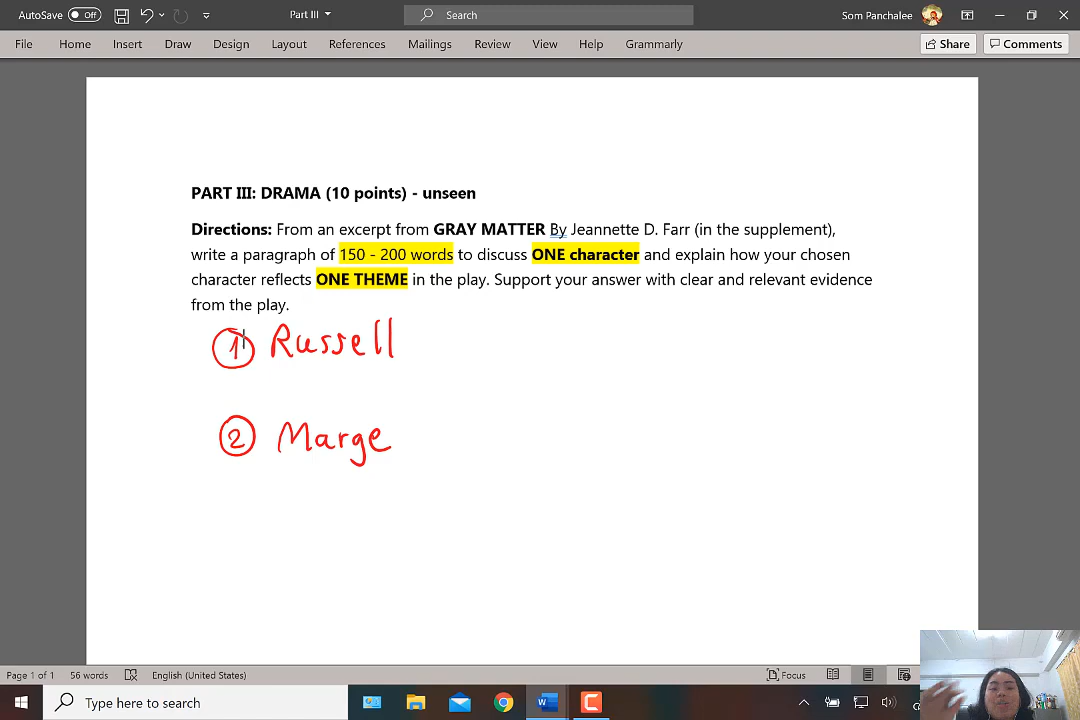 AutoSave Off Part III Search Som Panchalee
File Home Insert Draw Design Layout References Mailings Review View Help Grammarly Share Comments
PART III: DRAMA (10 points) - unseen
Directions: From an excerpt from GRAY MATTER By Jeannette D. Farr (in the supplement),
write a paragraph of 150 - 200 words to discuss ONE character and explain how your chosen
character reflects ONE THEME in the play. Support your answer with clear and relevant evidence
from the play.
1 Russell
2 Marge
Page 1 of 1 56 words English (United States) Focus
Type here to search